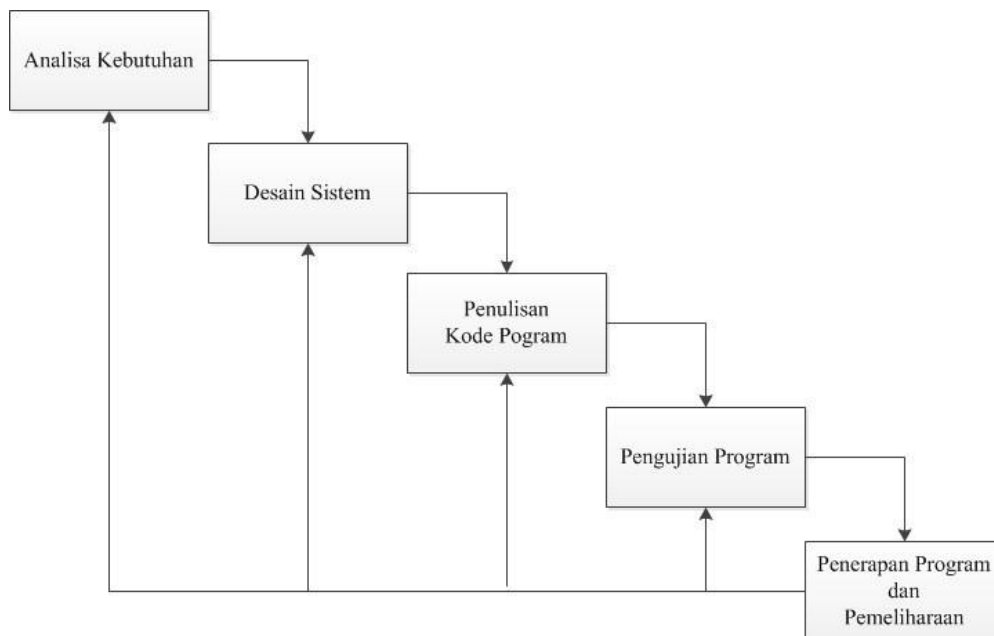 Analisa Kebutuhan
Desain Sistem
Penulisan
Kode Pogram
Pengujian Program
Penerapan Program
dan
Pemeliharaan